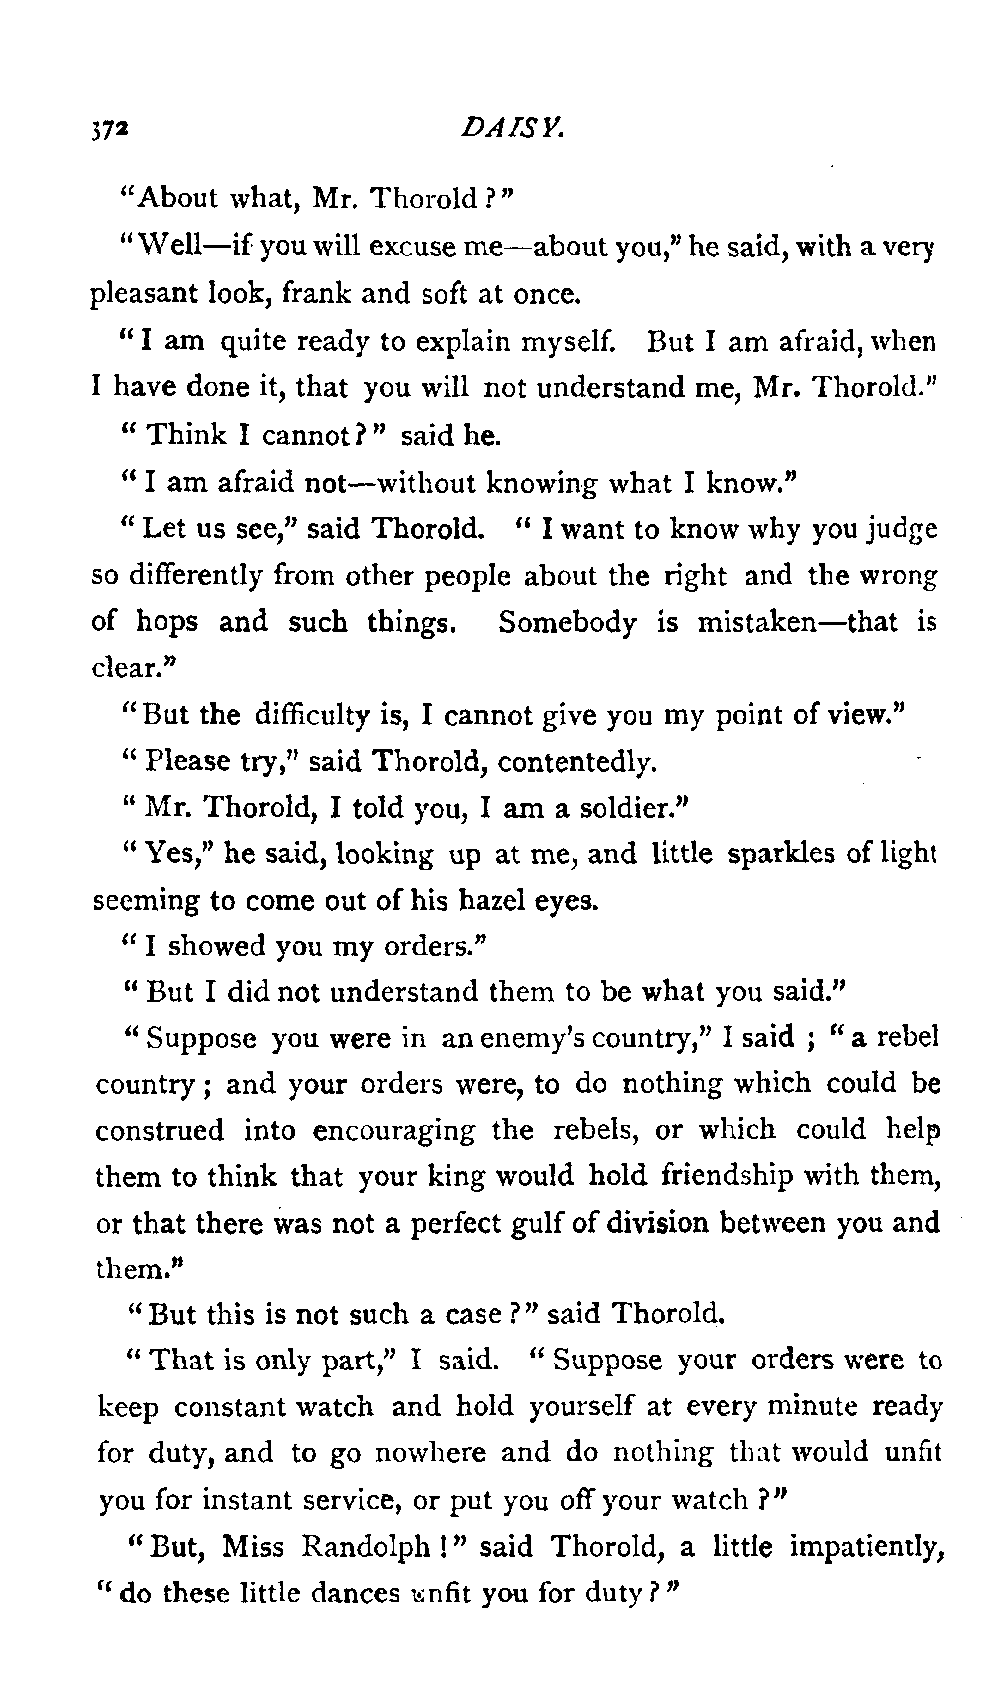 372 DAISY.
"About what, Mr. Thorold?"
"Well—if you will excuse me—about you," he said, with a very
pleasant look, frank and soft at once.
"I am quite ready to explain myself. But I am afraid, when
I have done it, that you will not understand me, Mr. Thorold."
"Think I cannot?" said he.
"I am afraid not—without knowing what I know."
"Let us see," said Thorold. "I want to know why you judge
so differently from other people about the right and the wrong
of hops and such things. Somebody is mistaken—that is
clear."
"But the difficulty is, I cannot give you my point of view."
"Please try," said Thorold, contentedly.
"Mr. Thorold, I told you, I am a soldier."
"Yes," he said, looking up at me, and little sparkles of light
seeming to come out of his hazel eyes.
"I showed you my orders."
"But I did not understand them to be what you said."
"Suppose you were in an enemy's country," I said; "a rebel
country; and your orders were, to do nothing which could be
construed into encouraging the rebels, or which could help
them to think that your king would hold friendship with them,
or that there was not a perfect gulf of division between you and
them."
"But this is not such a case?" said Thorold.
"That is only part," I said. "Suppose your orders were to
keep constant watch and hold yourself at every minute ready
for duty, and to go nowhere and do nothing that would unfit
you for instant service, or put you off your watch?"
"But, Miss Randolph!" said Thorold, a little impatiently,
"do these little dances unfit you for duty?"